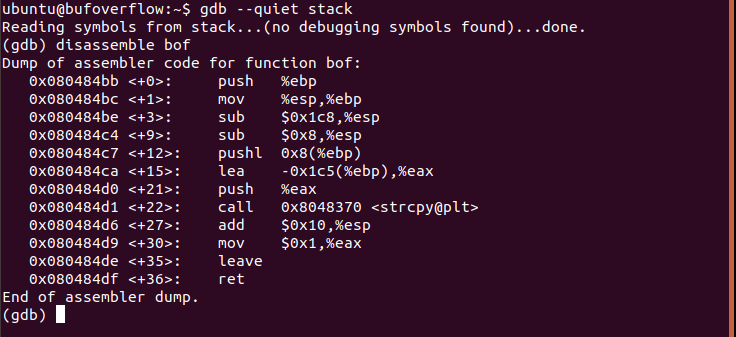 ubuntu@bufoverflow:~$ gdb --quiet stack
Reading symbols from stack...(no debugging symbols found)...done.
(gdb) disassemble bof
Dump of assembler code for function bof:
   0x080484bb <+0>:     push   %ebp
   0x080484bc <+1>:     mov    %esp,%ebp
   0x080484be <+3>:     sub    $0x1c8,%esp
   0x080484c4 <+9>:     sub    $0x8,%esp
   0x080484c7 <+12>:    pushl  0x8(%ebp)
   0x080484ca <+15>:    lea    -0x1c5(%ebp),%eax
   0x080484d0 <+21>:    push   %eax
   0x080484d1 <+22>:    call   0x8048370 <strcpy@plt>
   0x080484d6 <+27>:    add    $0x10,%esp
   0x080484d9 <+30>:    mov    $0x1,%eax
   0x080484de <+35>:    leave
   0x080484df <+36>:    ret
End of assembler dump.
(gdb)